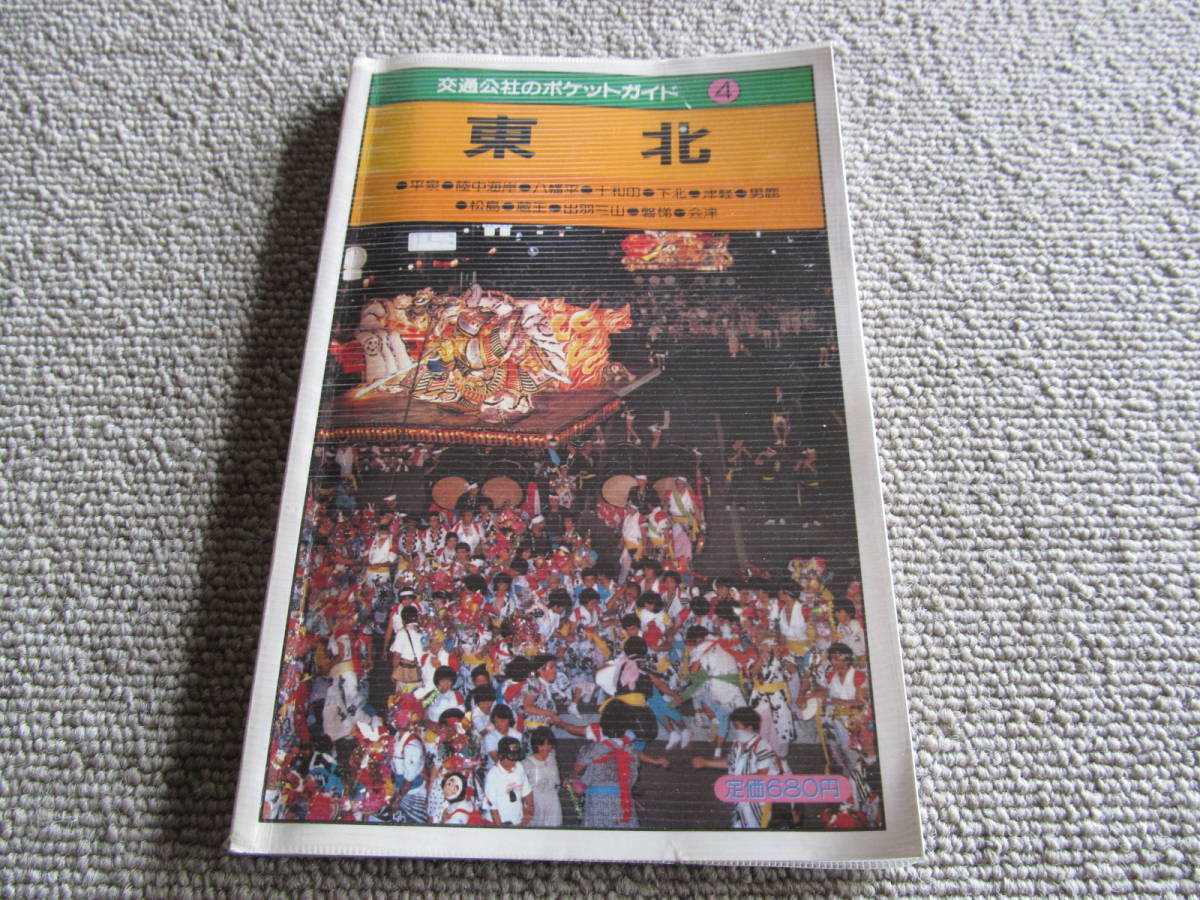 交通公社のポケットガイド 4
東 北
●平泉●陸中海岸●八幡平●十和田●下北●津軽●男鹿
●松島●蔵王●出羽三山●磐梯●会津
定価680円